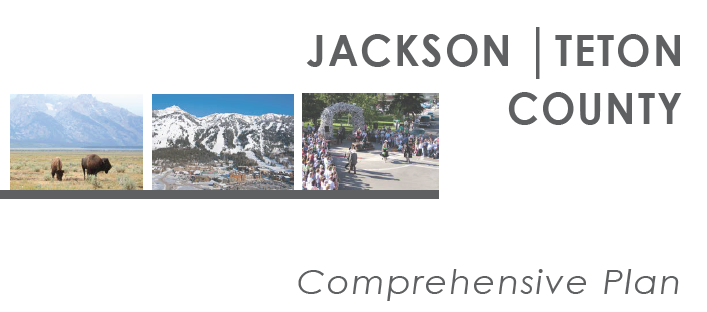 JACKSON | TETON
COUNTY
Comprehensive Plan